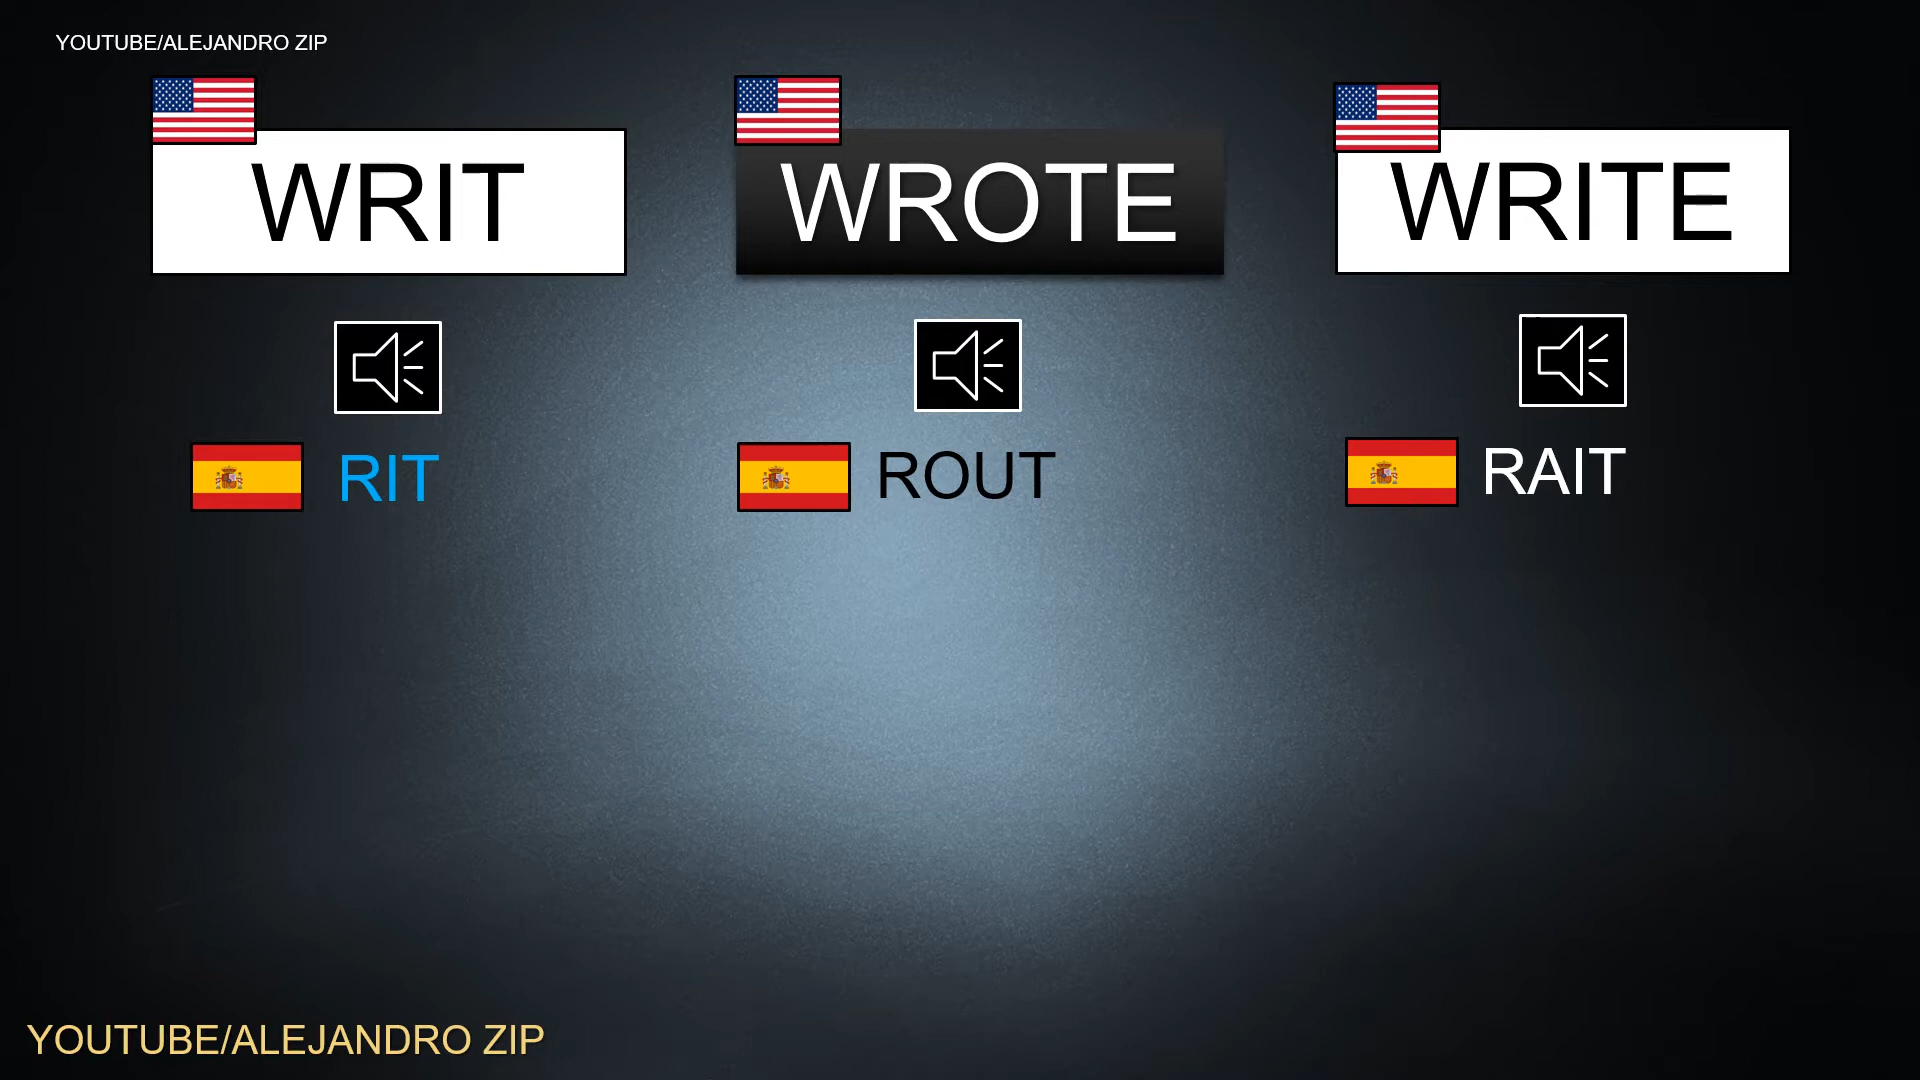 YOUTUBE/ALEJANDRO ZIP
WRIT
WROTE
WRITE
RIT
ROUT
RAIT
YOUTUBE/ALEJANDRO ZIP